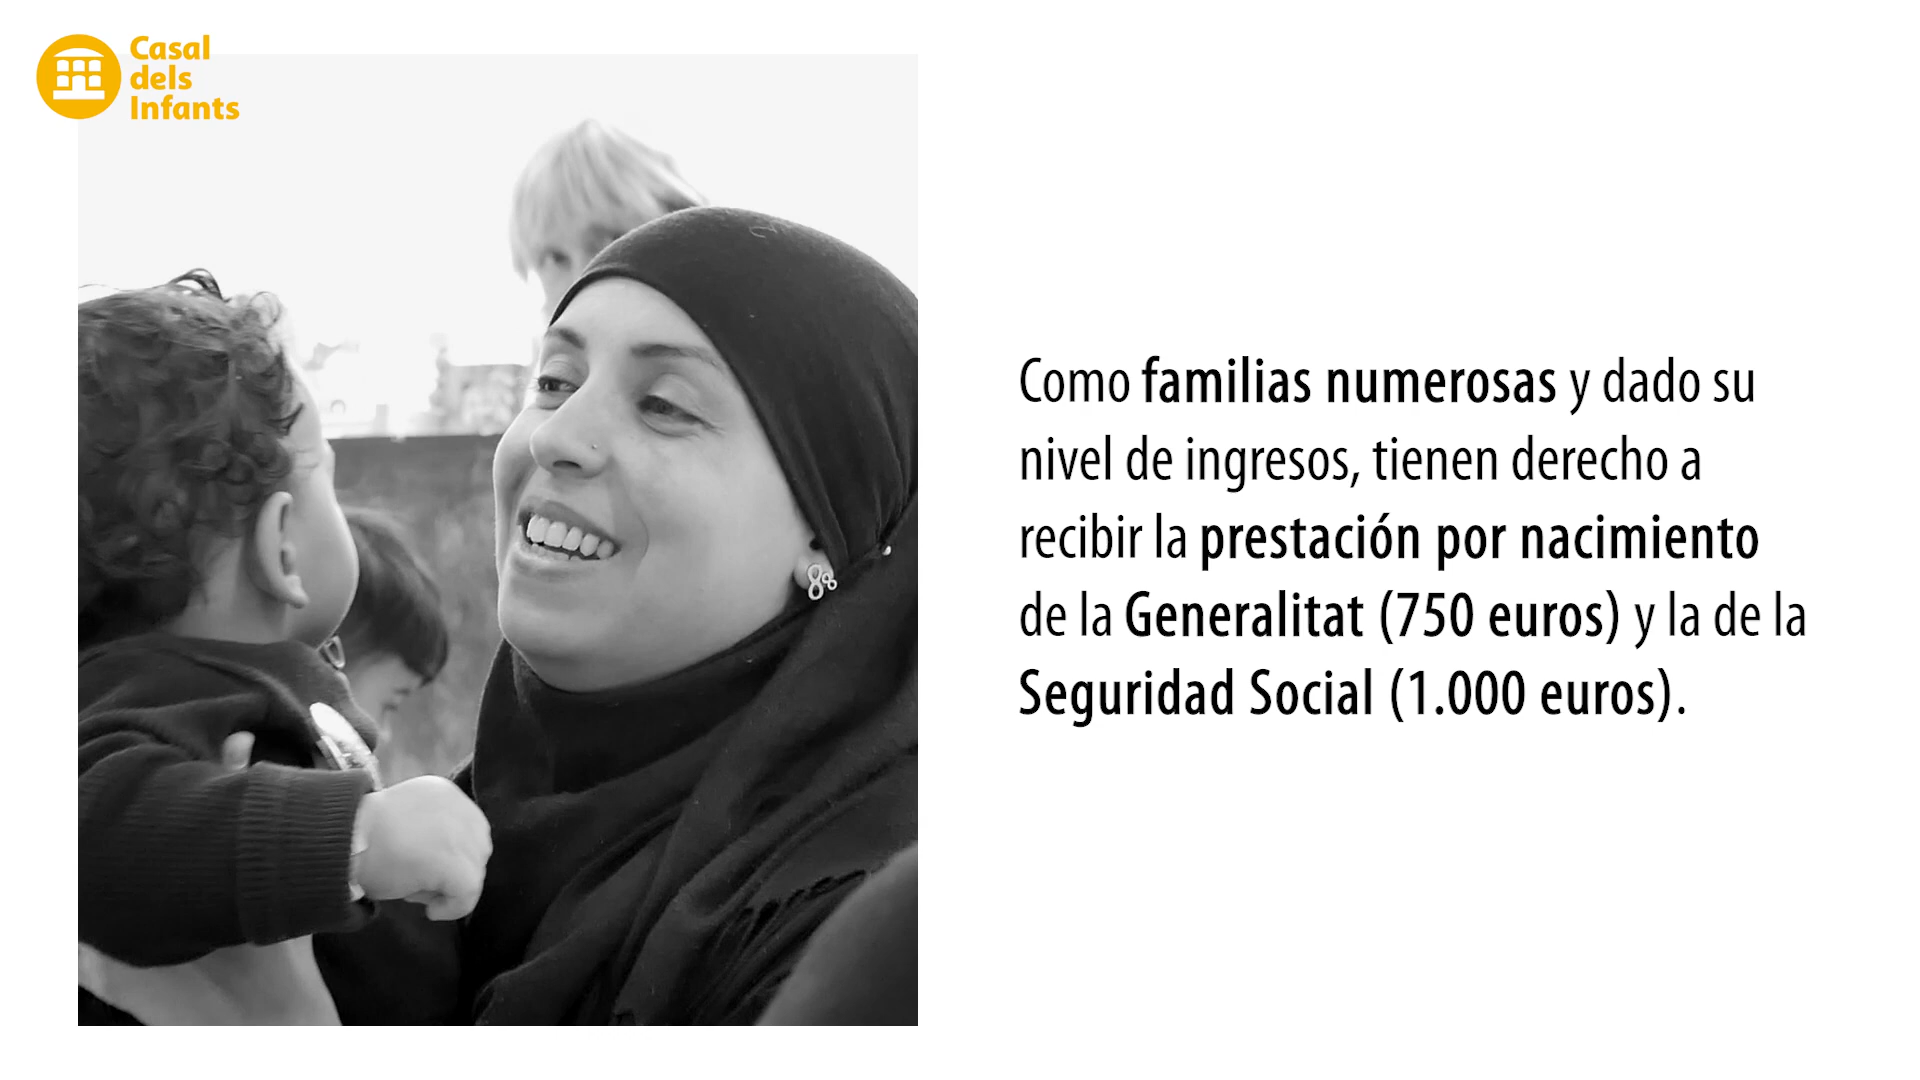 Casal
dels
Infants
Como familias numerosas y dado su
nivel de ingresos, tienen derecho a
recibir la prestación por nacimiento
de la Generalitat (750 euros) y la de la
Seguridad Social (1.000 euros).